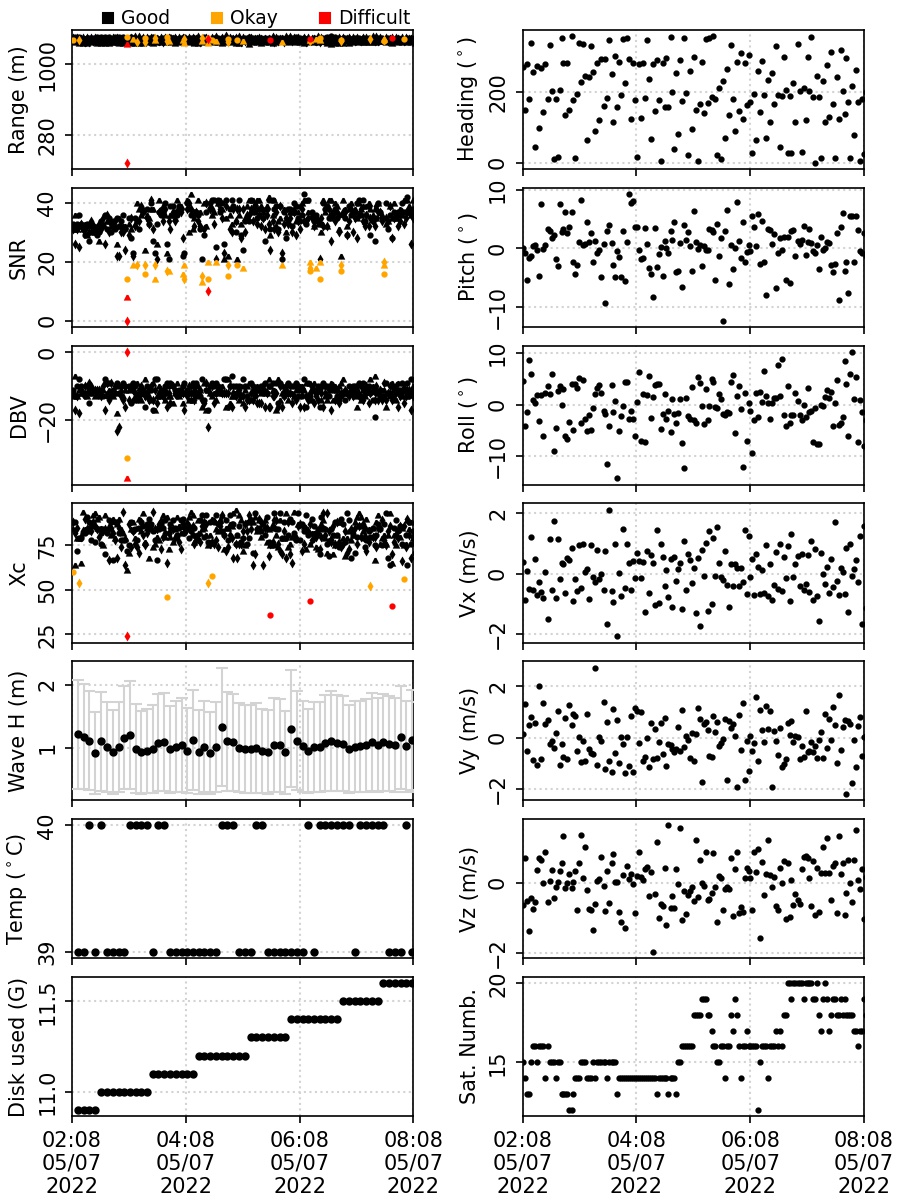 Good Okay Difficult
Range (m)
1000
280
Heading (°)
200
0
SNR
40
20
0
Pitch (°)
10
0
−10
DBV
0
−20
Roll (°)
10
0
−10
Xc
75
50
25
Vx (m/s)
2
0
−2
Wave H (m)
2
1
Vy (m/s)
2
0
−2
Temp (°C)
40
39
Vz (m/s)
0
−2
Disk used (G)
11.5
11.0
Sat. Numb.
20
15
02:08 04:08 06:08 08:08
05/07 05/07 05/07 05/07
2022 2022 2022 2022
02:08 04:08 06:08 08:08
05/07 05/07 05/07 05/07
2022 2022 2022 2022